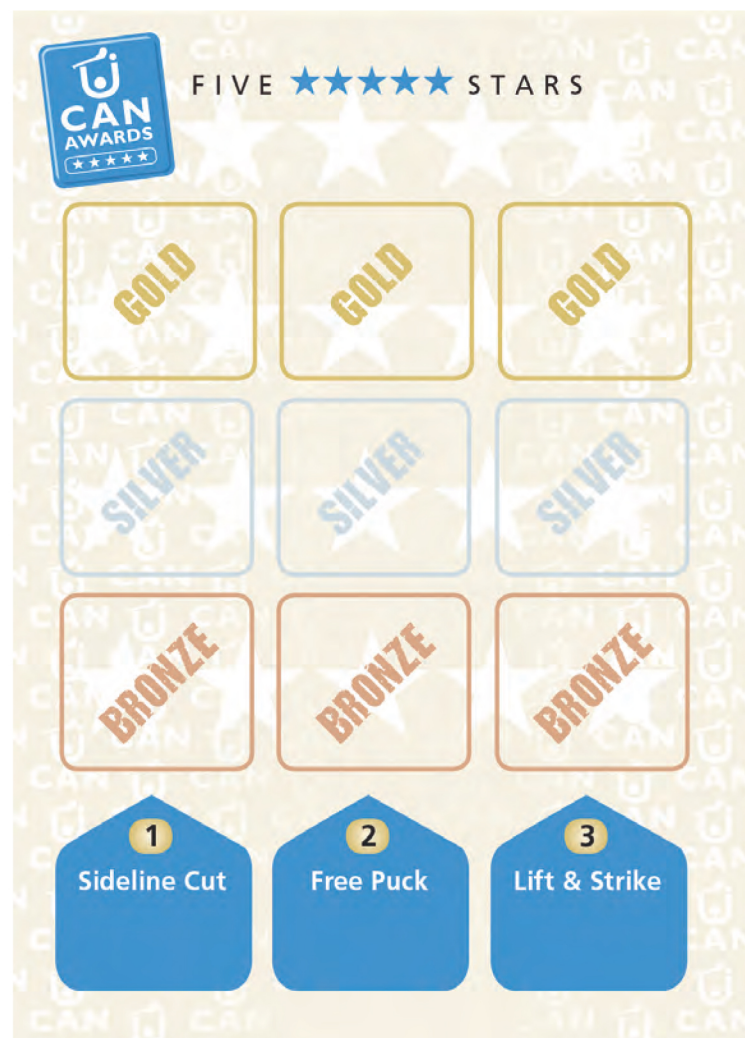 U
CAN
AWARDS
FIVE ★★★★★ STARS
GOLD GOLD GOLD
SILVER SILVER SILVER
BRONZE BRONZE BRONZE
1 2 3
Sideline Cut Free Puck Lift & Strike